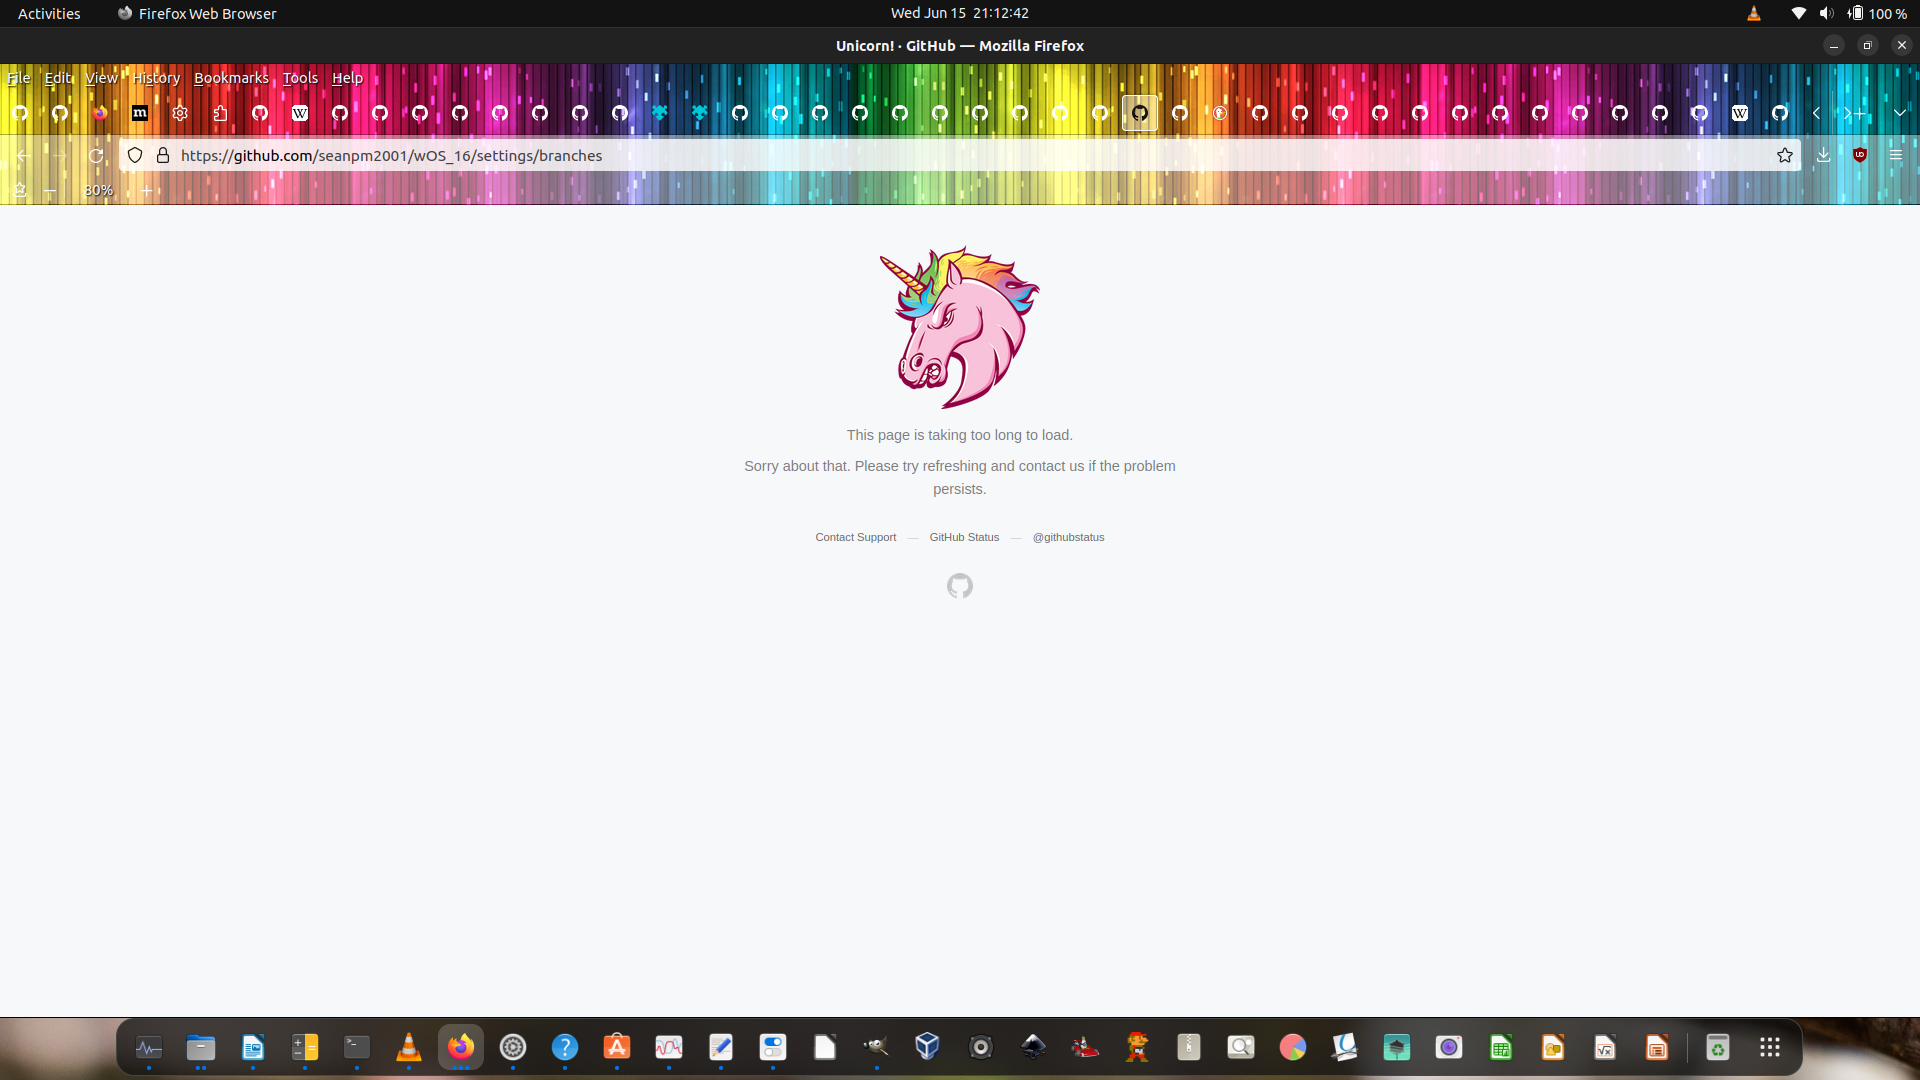 Activities
Firefox Web Browser
Wed Jun 15 21:12:42
100 %
Unicorn! · GitHub — Mozilla Firefox
File Edit View History Bookmarks Tools Help
https://github.com/seanpm2001/wOS_16/settings/branches
80%
This page is taking too long to load.
Sorry about that. Please try refreshing and contact us if the problem
persists.
Contact Support — GitHub Status — @githubstatus